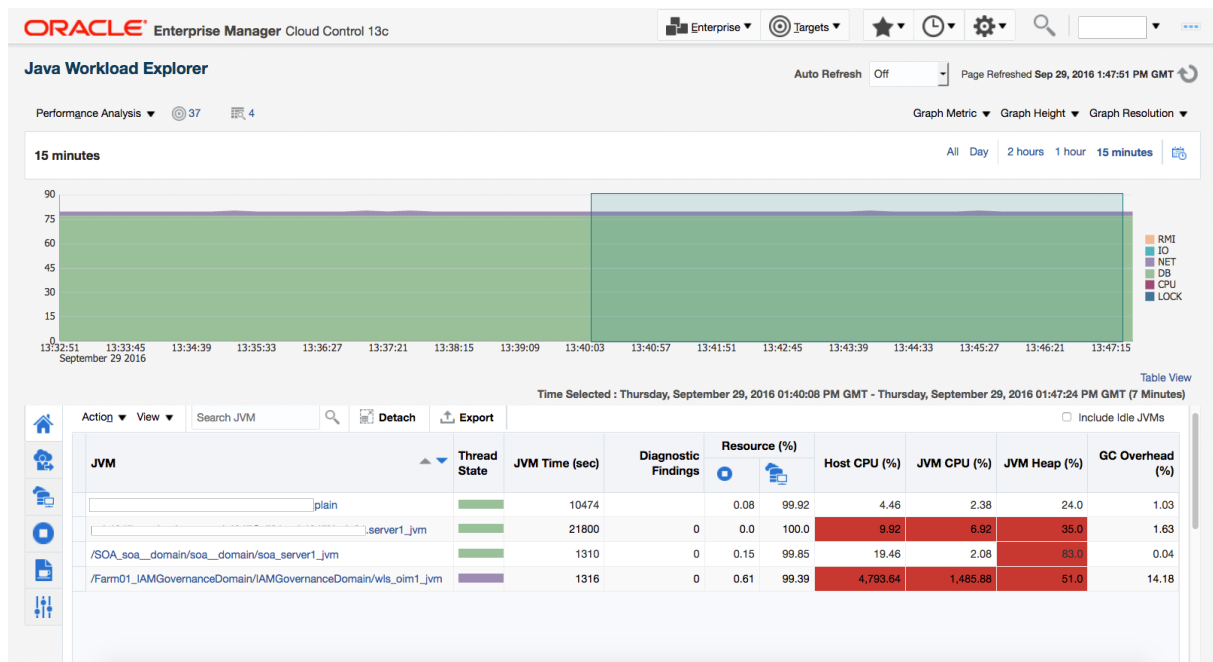 ORACLE® Enterprise Manager Cloud Control 13c
Enterprise
Targets
Java Workload Explorer
Auto Refresh Off Page Refreshed Sep 29, 2016 1:47:51 PM GMT
Performance Analysis 37 4
Graph Metric Graph Height Graph Resolution
15 minutes
All Day 2 hours 1 hour 15 minutes
90
75
60
45
30
15
0
RMI
IO
NET
DB
CPU
LOCK
13:32:51 13:33:45 13:34:39 13:35:33 13:36:27 13:37:21 13:38:15 13:39:09 13:40:03 13:40:57 13:41:51 13:42:45 13:43:39 13:44:33 13:45:27 13:46:21 13:47:15
September 29 2016
Table View
Time Selected : Thursday, September 29, 2016 01:40:08 PM GMT - Thursday, September 29, 2016 01:47:24 PM GMT (7 Minutes)
Action View Search JVM Detach Export Include Idle JVMs
JVM
Thread State
JVM Time (sec)
Diagnostic Findings
Resource (%)
Host CPU (%)
JVM CPU (%)
JVM Heap (%)
GC Overhead (%)
plain 10474 0.08 99.92 4.46 2.38 24.0 1.03
.server1_jvm 21800 0 0.0 100.0 9.92 6.92 35.0 1.63
/SOA_soa__domain/soa__domain/soa_server1_jvm 1310 0 0.15 99.85 19.46 2.08 83.0 0.04
/Farm01_IAMGovernanceDomain/IAMGovernanceDomain/wls_oim1_jvm 1316 0 0.61 99.39 4,793.64 1,485.88 51.0 14.18